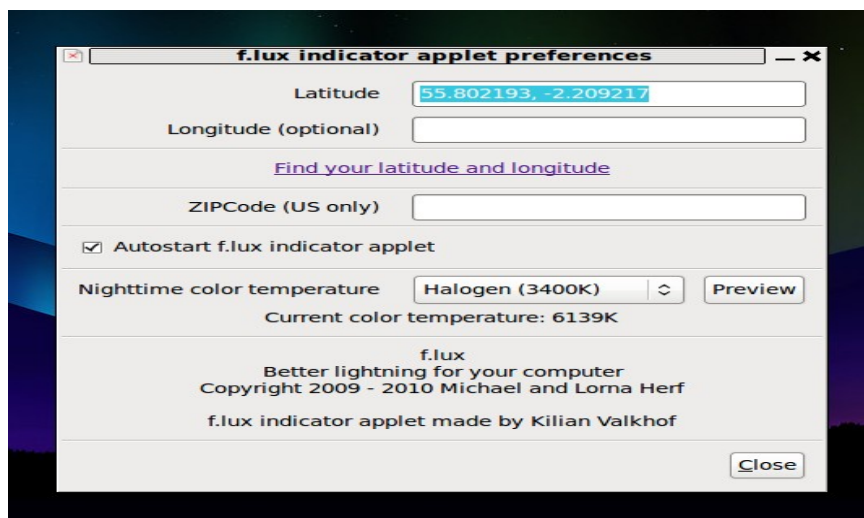 f.lux indicator applet preferences
Latitude 55.802193, -2.209217
Longitude (optional)
Find your latitude and longitude
ZIPCode (US only)
Autostart f.lux indicator applet
Nighttime color temperature Halogen (3400K) Preview
Current color temperature: 6139K
f.lux
Better lightning for your computer
Copyright 2009 - 2010 Michael and Lorna Herf
f.lux indicator applet made by Kilian Valkhof
Close